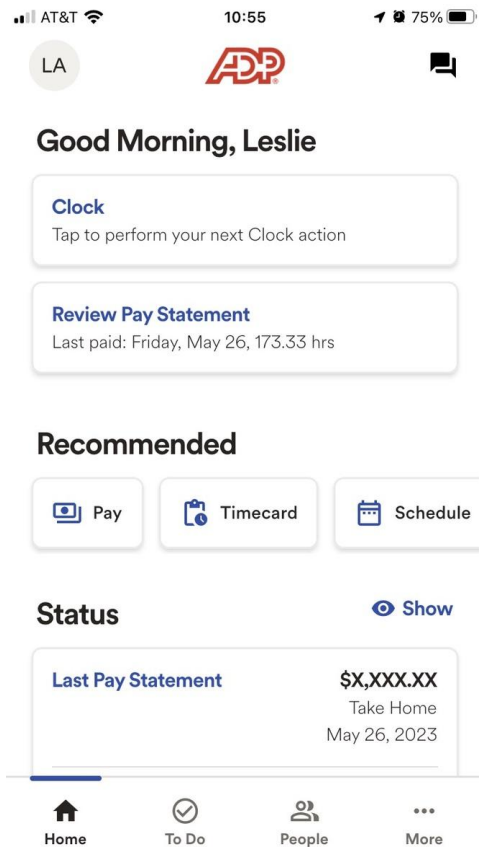 AT&T 10:55 75%
LA ADP
Good Morning, Leslie
Clock
Tap to perform your next Clock action
Review Pay Statement
Last paid: Friday, May 26, 173.33 hrs
Recommended
Pay Timecard Schedule
Status Show
Last Pay Statement $X,XXX.XX
Take Home
May 26, 2023
Home To Do People More